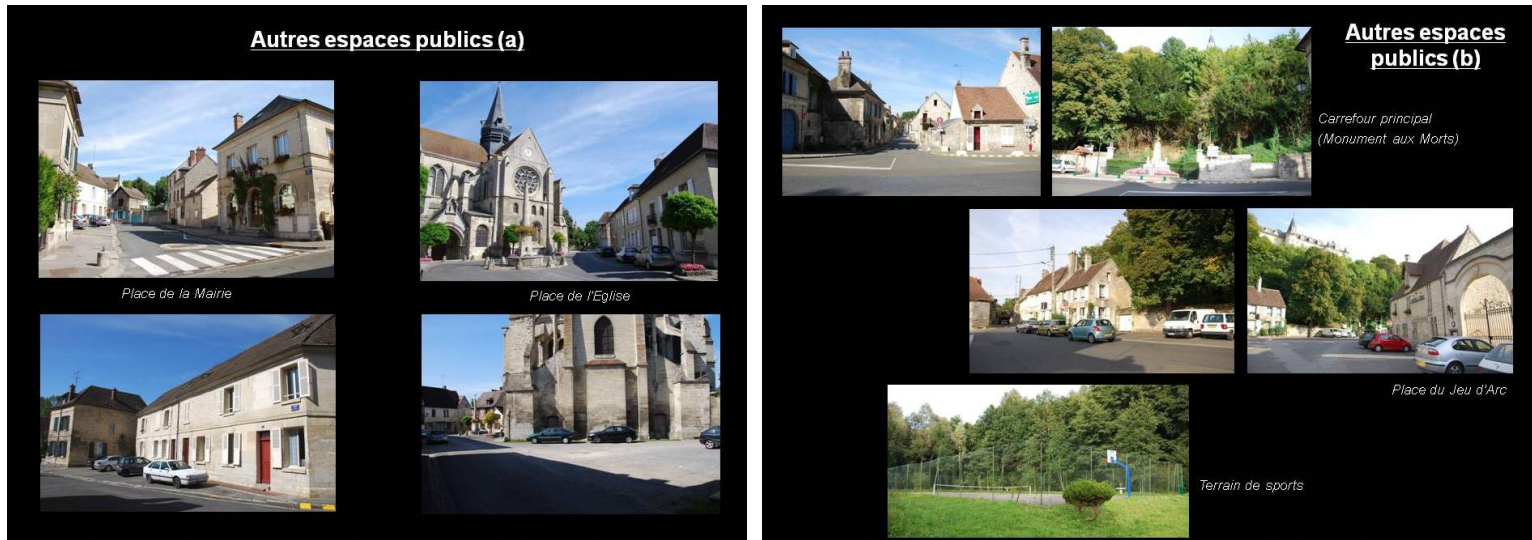 Autres espaces publics (a)
Place de la Mairie
Place de l'Eglise
Autres espaces
publics (b)
Carrefour principal
(Monument aux Morts)
Place du Jeu d'Arc
Terrain de sports